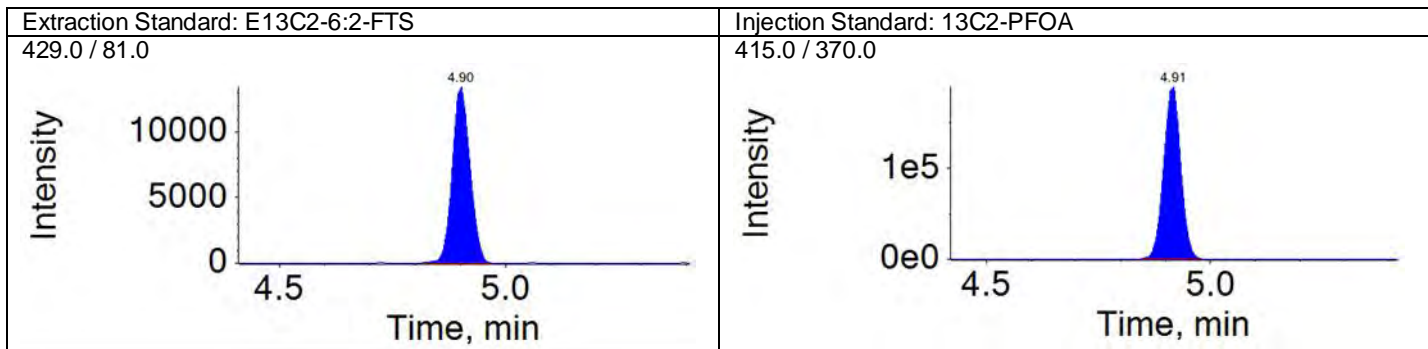 Extraction Standard: E13C2-6:2-FTS
429.0 / 81.0
4.90
Intensity
10000
5000
0
4.5
5.0
Time, min
Injection Standard: 13C2-PFOA
415.0 / 370.0
4.91
Intensity
1e5
0e0
4.5
5.0
Time, min